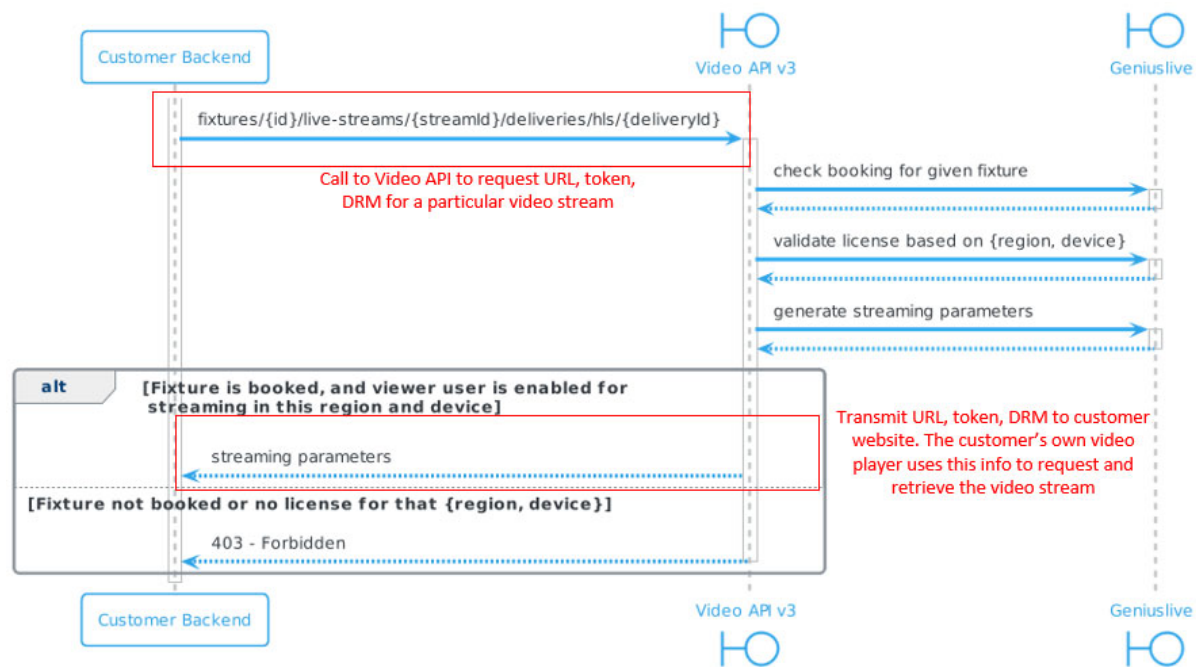 Customer Backend
Video API v3
Geniuslive
fixtures/{id}/live-streams/{streamId}/deliveries/hls/{deliveryId}
Call to Video API to request URL, token,
DRM for a particular video stream
check booking for given fixture
validate license based on {region, device}
generate streaming parameters
alt
[Fixture is booked, and viewer user is enabled for
streaming in this region and device]
streaming parameters
Transmit URL, token, DRM to customer
website. The customer's own video
player uses this info to request and
retrieve the video stream
[Fixture not booked or no license for that {region, device}]
403 - Forbidden
Customer Backend
Video API v3
Geniuslive